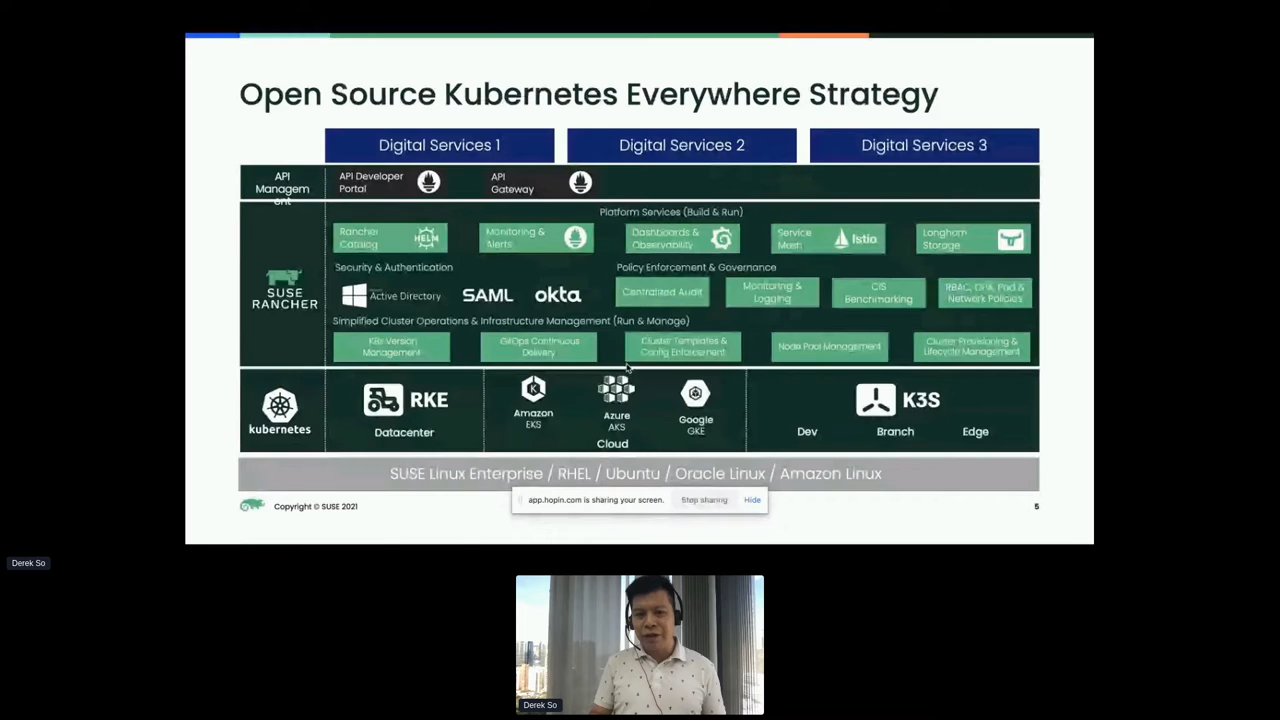 Open Source Kubernetes Everywhere Strategy
Digital Services 1
Digital Services 2
Digital Services 3
API
Managem
ent
API Developer
Portal
API
Gateway
SUSE
RANCHER
Platform Services (Build & Run)
Rancher
Catalog
HELM
Monitoring &
Alerts
Dashboards &
Observability
Service
Mesh
Istio
Longhorn
Storage
Security & Authentication
Active Directory
SAML
okta
Policy Enforcement & Governance
Centralized Audit
Monitoring &
Logging
CIS
Benchmarking
RBAC, OPA, Pod &
Network Policies
Simplified Cluster Operations & Infrastructure Management (Run & Manage)
K8s Version
Management
GitOps Continuous
Delivery
Cluster Templates &
Config Enforcement
Node Pool Management
Cluster Provisioning &
Lifecycle Management
kubernetes
RKE
Datacenter
Amazon
EKS
Azure
AKS
Google
GKE
Cloud
K3S
Dev
Branch
Edge
SUSE Linux Enterprise / RHEL / Ubuntu / Oracle Linux / Amazon Linux
app.hopin.com is sharing your screen.
Stop sharing
Hide
Copyright © SUSE 2021
5
Derek So
Derek So